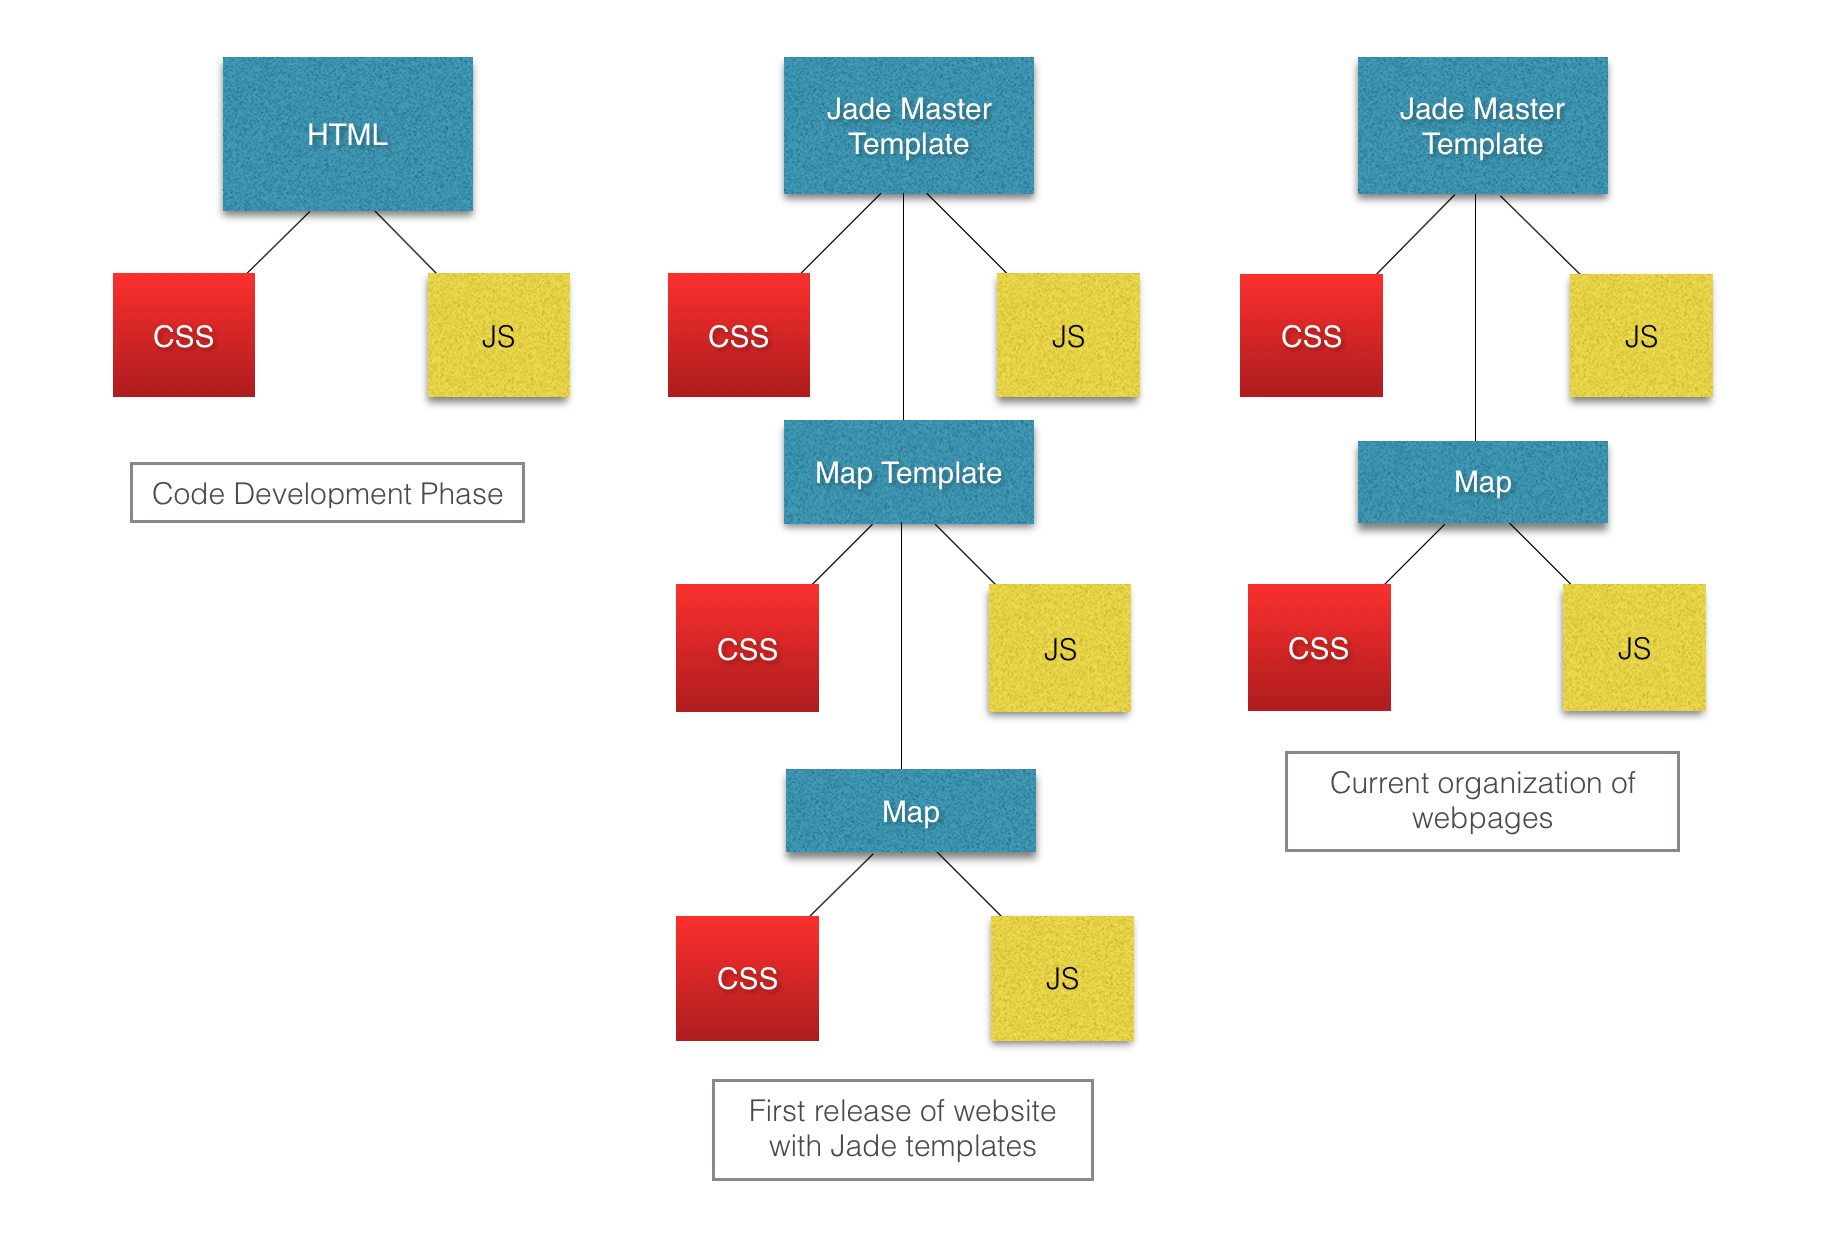 HTML
CSS
JS
Code Development Phase
Jade Master
Template
CSS
JS
Map Template
CSS
JS
Map
CSS
JS
First release of website
with Jade templates
Jade Master
Template
CSS
JS
Map
CSS
JS
Current organization of
webpages